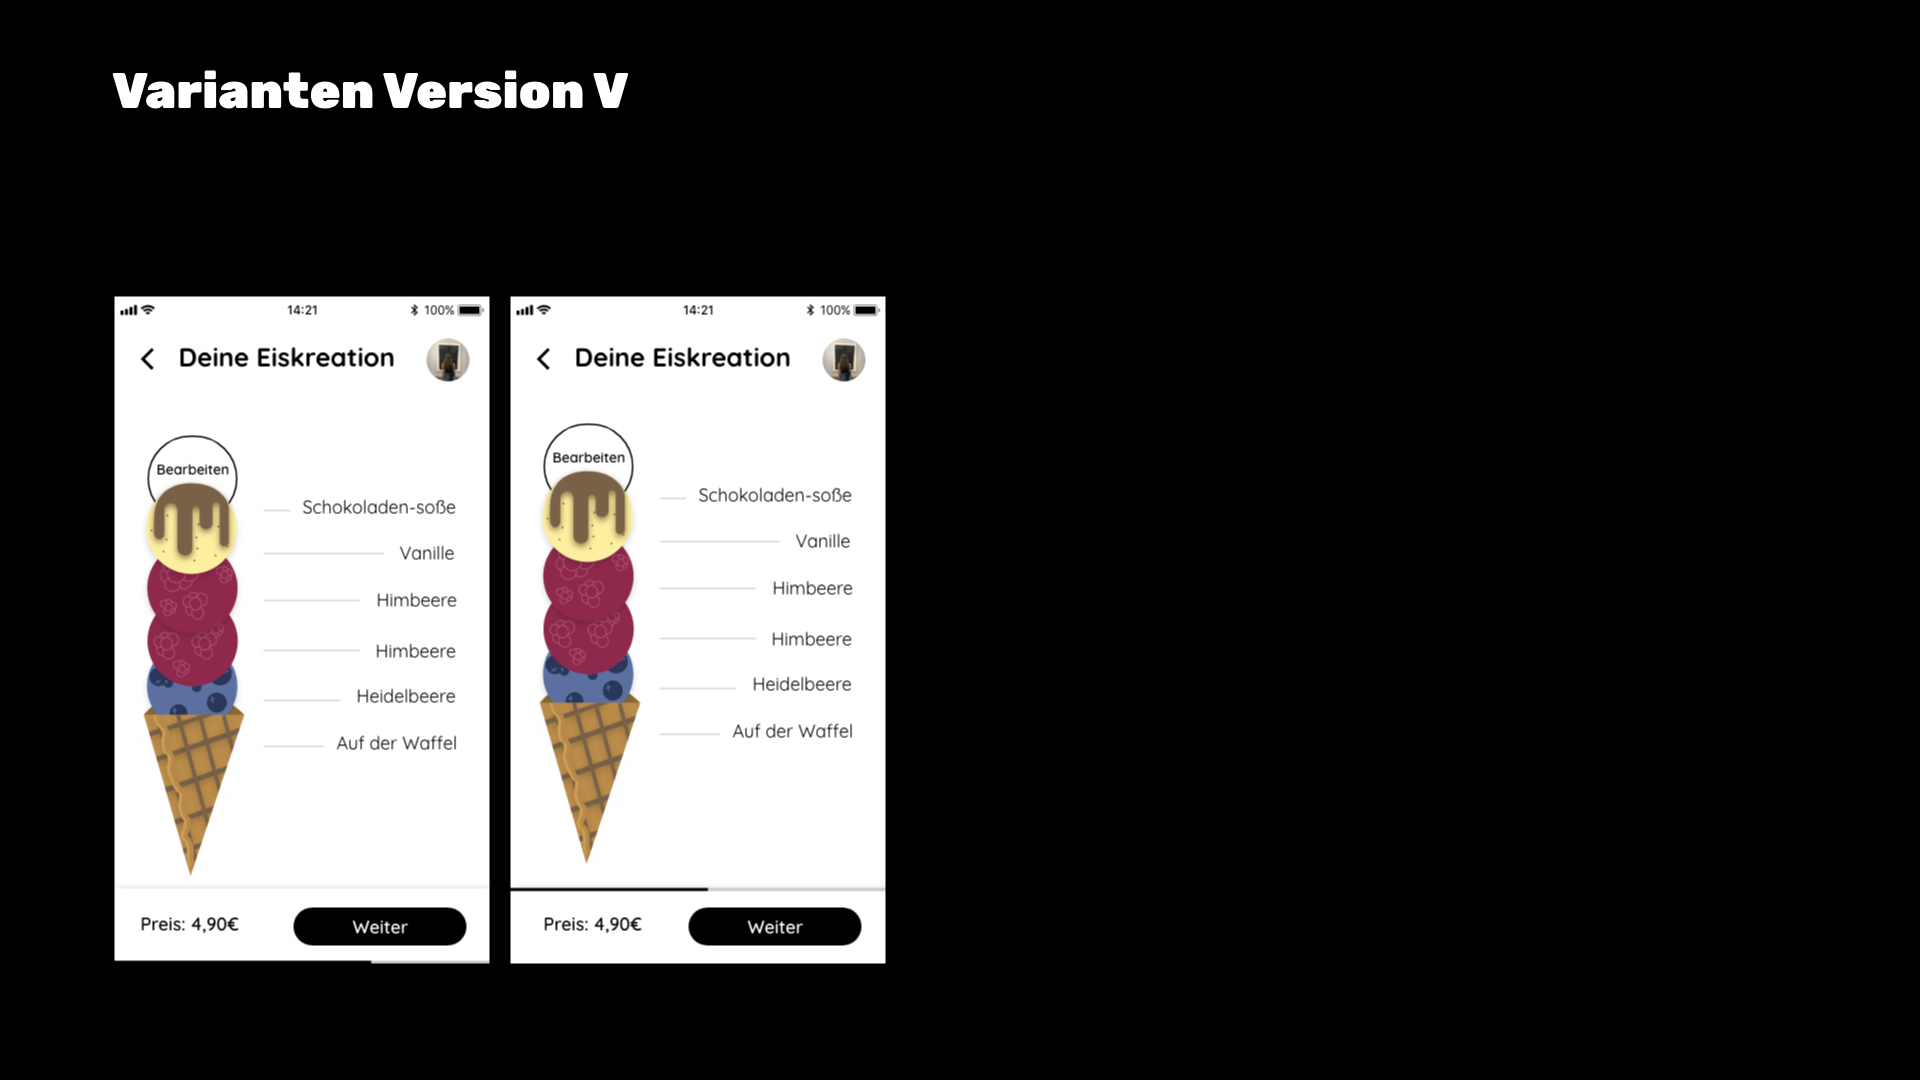 Varianten Version V
14:21
100%
Deine Eiskreation
Bearbeiten
Schokoladen-soße
Vanille
Himbeere
Himbeere
Heidelbeere
Auf der Waffel
Preis: 4,90€
Weiter
14:21
100%
Deine Eiskreation
Bearbeiten
Schokoladen-soße
Vanille
Himbeere
Himbeere
Heidelbeere
Auf der Waffel
Preis: 4,90€
Weiter